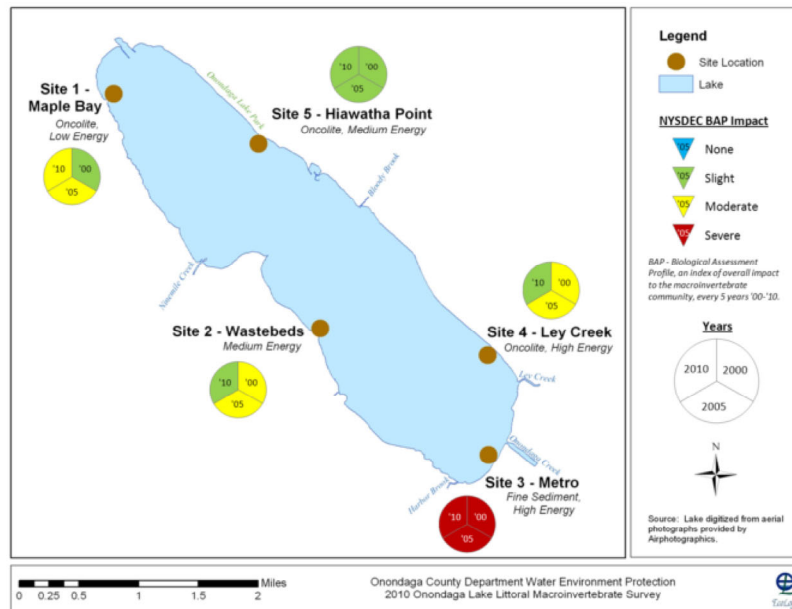 Site 1 -
Maple Bay
Oncolite,
Low Energy
'10
'00
'05
Onondaga Lake Park
'10
'00
'05
Site 5 - Hiawatha Point
Oncolite, Medium Energy
Bloody Brook
Ninemile Creek
Site 2 - Wastebeds
Medium Energy
'10
'00
'05
'10
'00
'05
Site 4 - Ley Creek
Oncolite, High Energy
Ley Creek
Onondaga Creek
Harbor Brook
Site 3 - Metro
Fine Sediment,
High Energy
'10
'00
'05
Legend
Site Location
Lake
NYSDEC BAP Impact
'05 None
'05 Slight
'05 Moderate
'05 Severe
BAP - Biological Assessment
Profile, an index of overall impact
to the macroinvertebrate
community, every 5 years '00-'10.
Years
2010
2000
2005
N
Source: Lake digitized from aerial
photographs provided by
Airphotographics.
0 0.25 0.5 1 1.5 2
Miles
Onondaga County Department Water Environment Protection
2010 Onondaga Lake Littoral Macroinvertebrate Survey